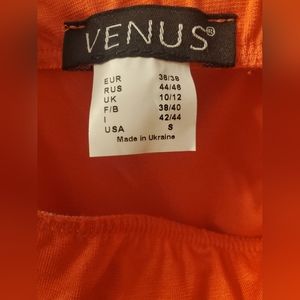 VENUS®
EUR 36/38
RUS 44/46
UK 10/12
F/B 38/40
I 42/44
USA S
Made in Ukraine